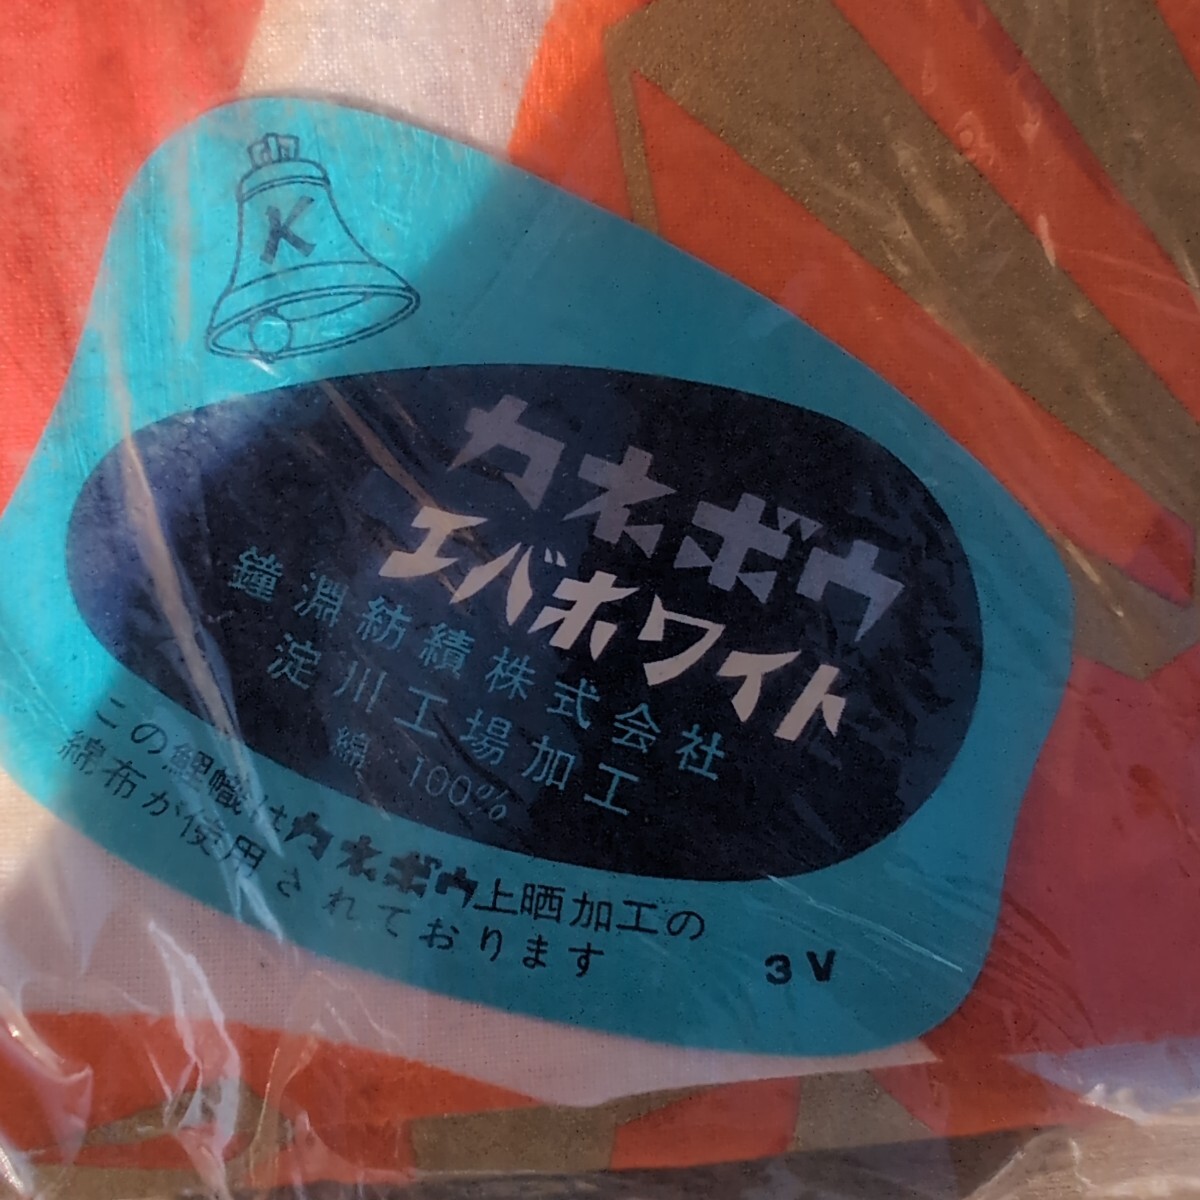 K
カネボウ
エバホワイト
鐘淵紡績株式会社
淀川工場加工
綿 100%
この鯉幟はカネボウ上晒加工の
綿布が使用されております
3V